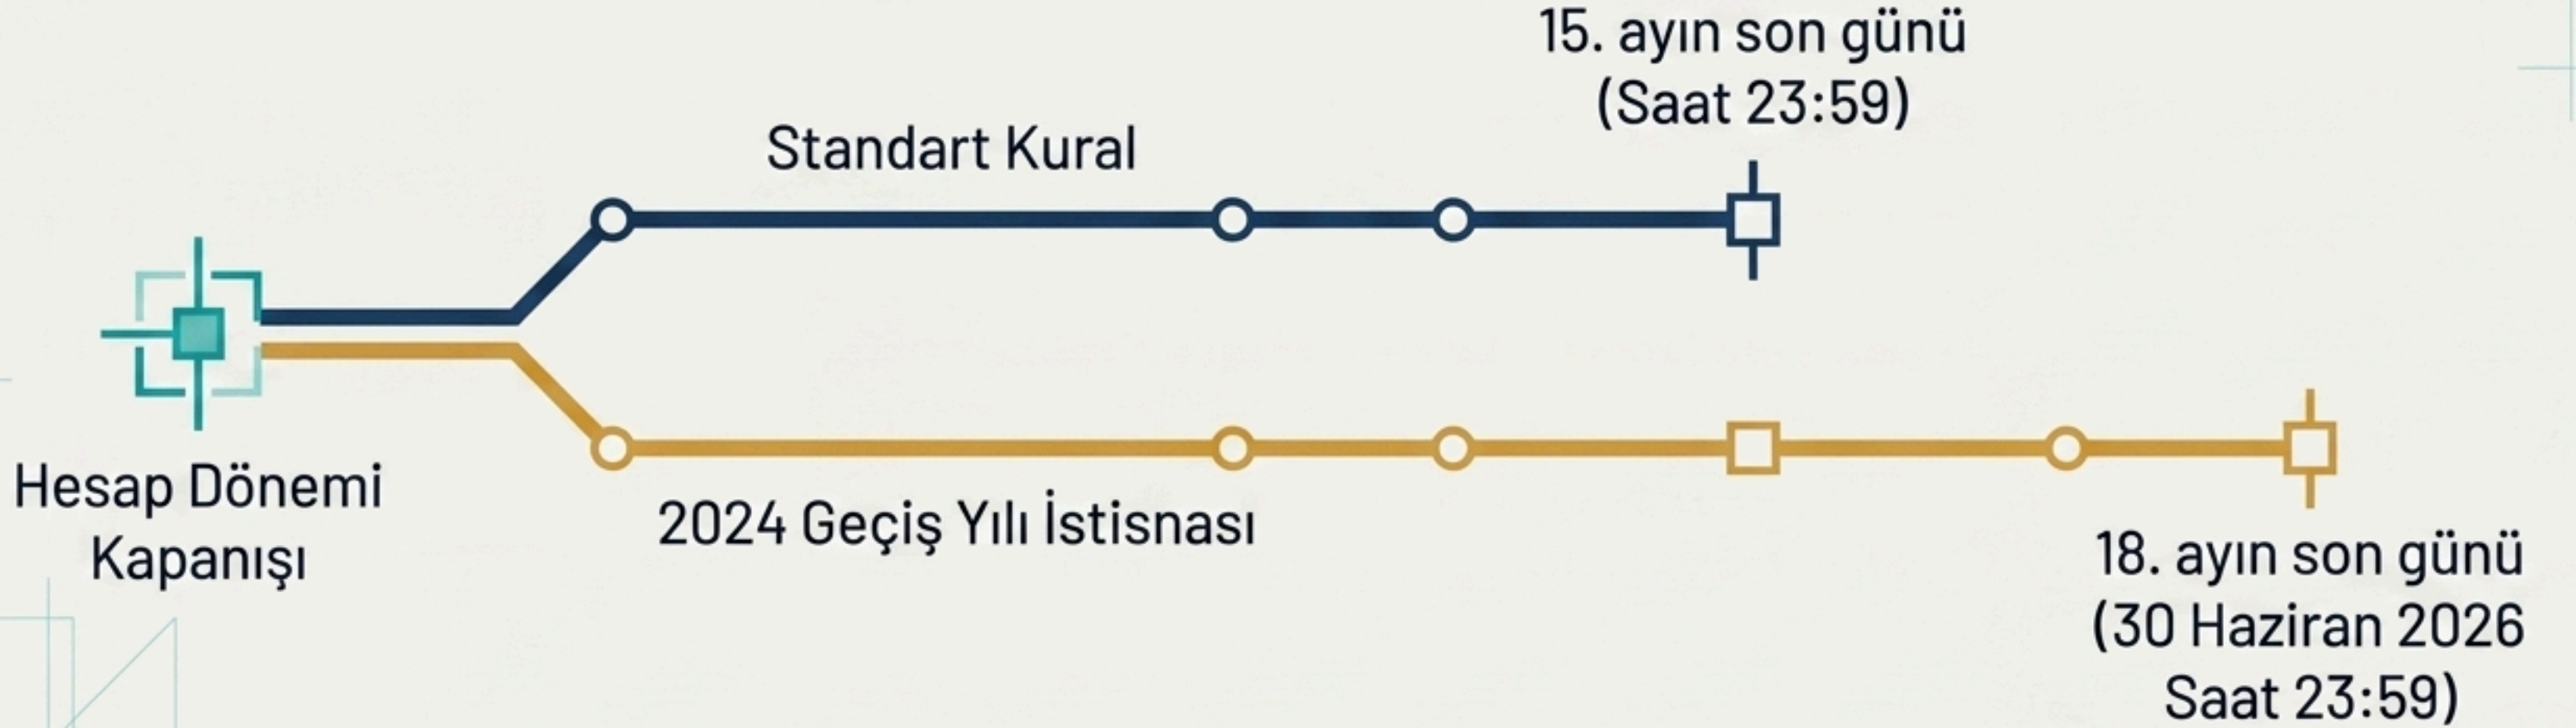 15. ayın son günü
(Saat 23:59)
Standart Kural
Hesap Dönemi
Kapanışı
2024 Geçiş Yılı İstisnası
18. ayın son günü
(30 Haziran 2026
Saat 23:59)